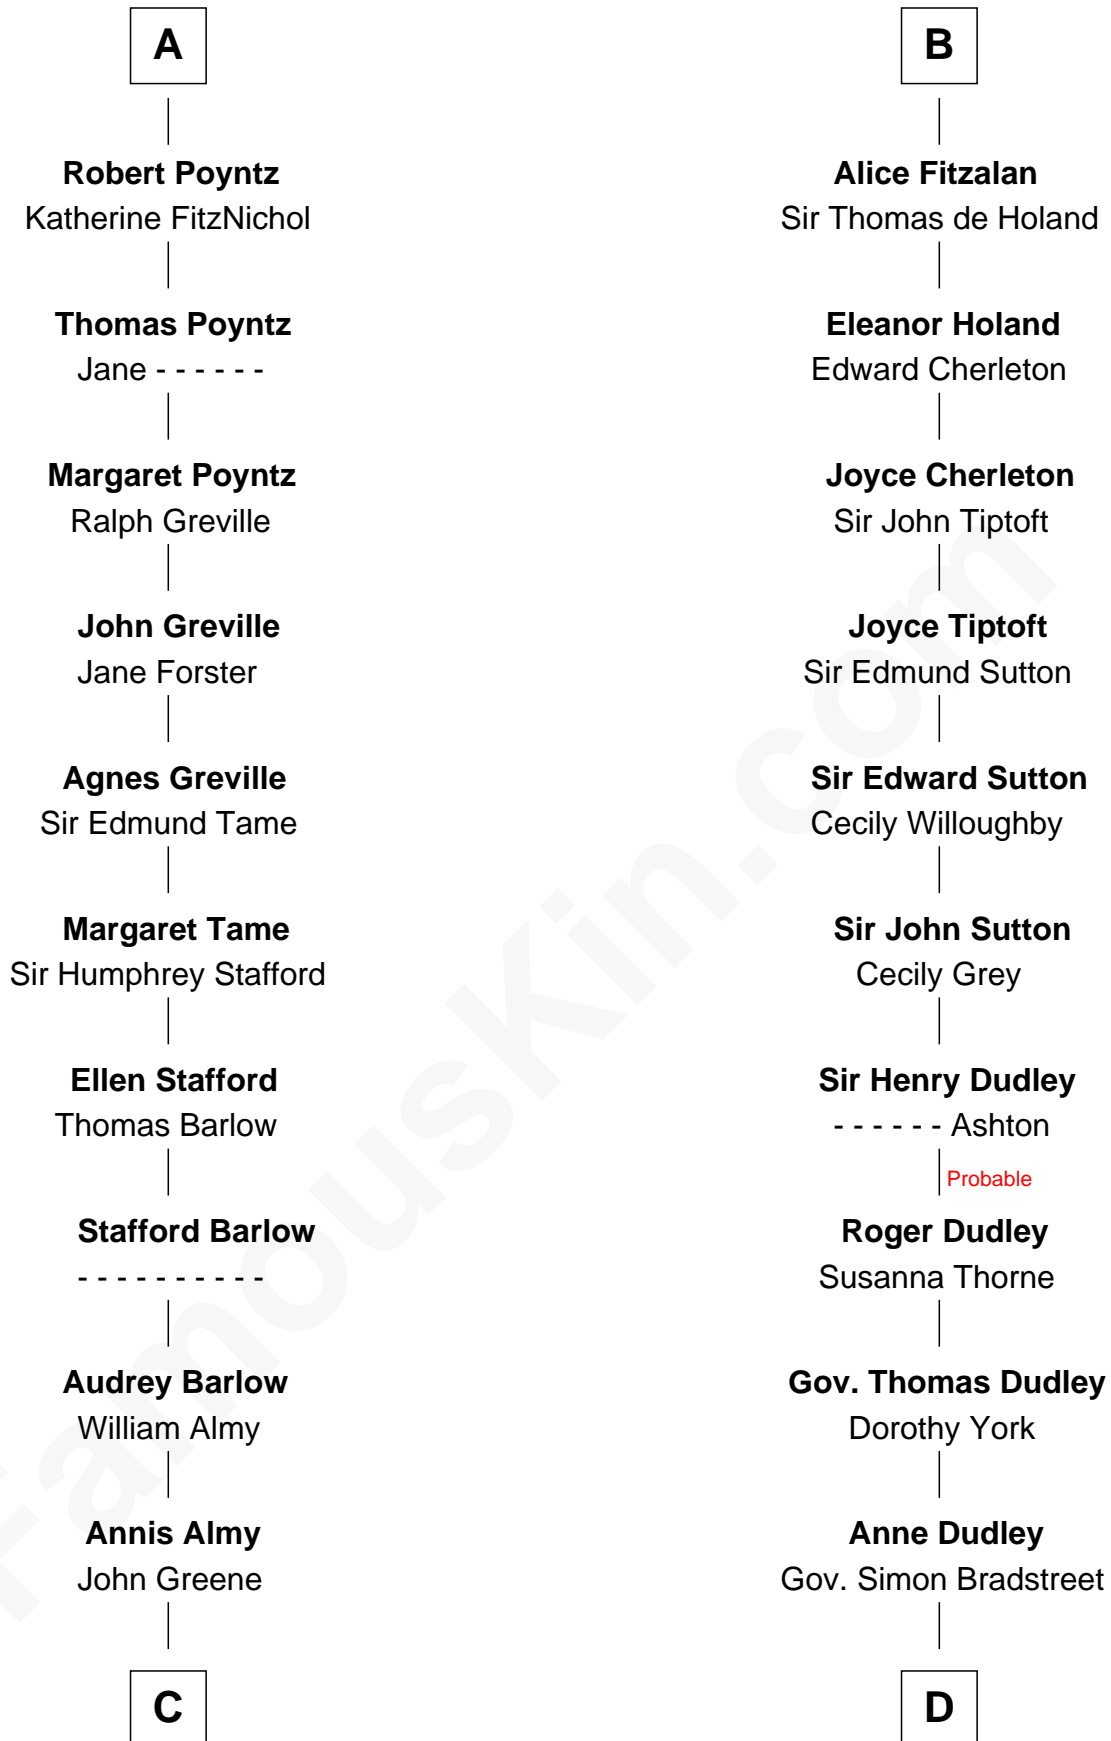 A
Robert Poyntz
Katherine FitzNichol
Thomas Poyntz
Jane - - - - - -
Margaret Poyntz
Ralph Greville
John Greville
Jane Forster
Agnes Greville
Sir Edmund Tame
Margaret Tame
Sir Humphrey Stafford
Ellen Stafford
Thomas Barlow
Stafford Barlow
- - - - - - - - - -
Audrey Barlow
William Almy
Annis Almy
John Greene
C
B
Alice Fitzalan
Sir Thomas de Holand
Eleanor Holand
Edward Cherleton
Joyce Cherleton
Sir John Tiptoft
Joyce Tiptoft
Sir Edmund Sutton
Sir Edward Sutton
Cecily Willoughby
Sir John Sutton
Cecily Grey
Sir Henry Dudley
- - - - - - Ashton
Probable
Roger Dudley
Susanna Thorne
Gov. Thomas Dudley
Dorothy York
Anne Dudley
Gov. Simon Bradstreet
D
FamousKin.com